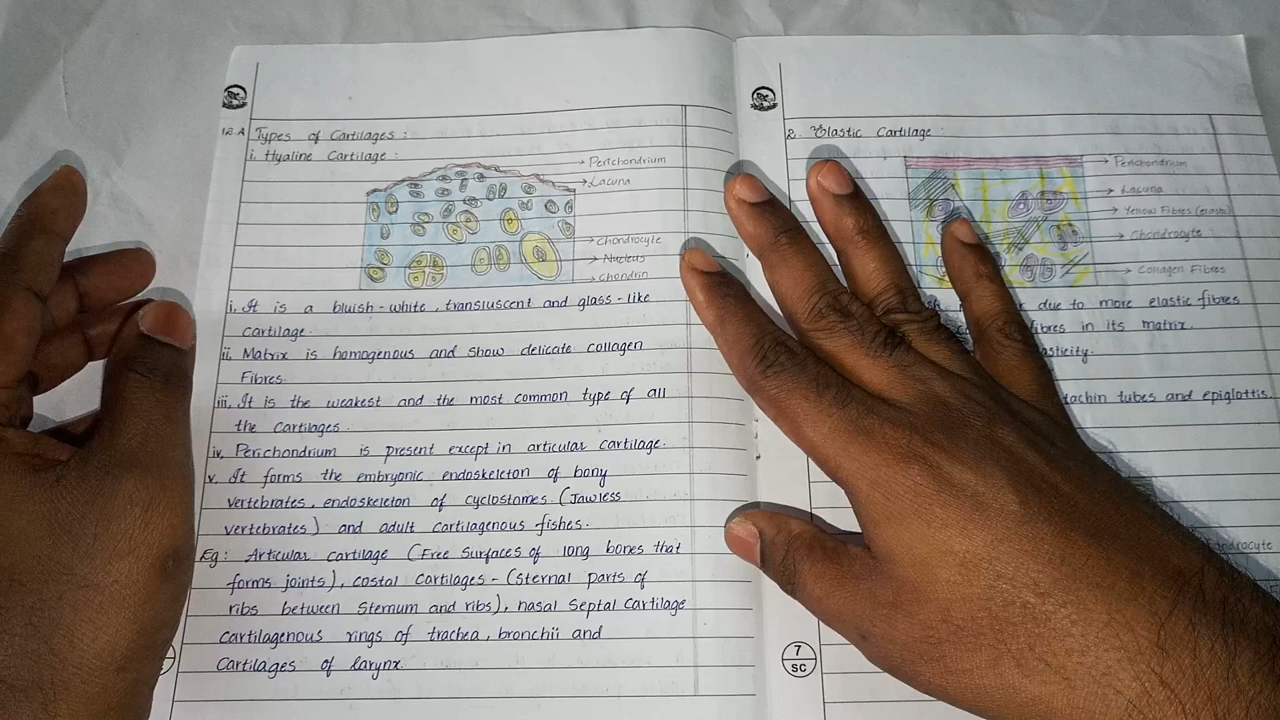 12.A Types of Cartilages :
i. Hyaline Cartilage :
Perichondrium
Lacuna
Chondrocyte
Nucleus
Chondrin
i. It is a bluish-white, transluscent and glass-like
cartilage.
ii. Matrix is homogenous and show delicate collagen
Fibres.
iii. It is the weakest and the most common type of all
the cartilages.
iv. Perichondrium is present except in articular cartilage.
v. It forms the embryonic endoskeleton of bony
vertebrates, endoskeleton of cyclostomes. (Jawless
vertebrates) and adult cartilagenous fishes.
Eg: Articular cartilage (Free surfaces of long bones that
forms joints), costal cartilages - (sternal parts of
ribs between sternum and ribs), nasal septal cartilage
cartilagenous rings of trachea, bronchii and
cartilages of larynx.
2. Elastic Cartilage :
Perichondrium
Lacuna
Yellow Fibres (elastic)
Chondrocyte
Collagen Fibres
due to more elastic fibres
fibres in its matrix.
asticity.
tachin tubes and epiglottis.
ondrocyte
7
SC